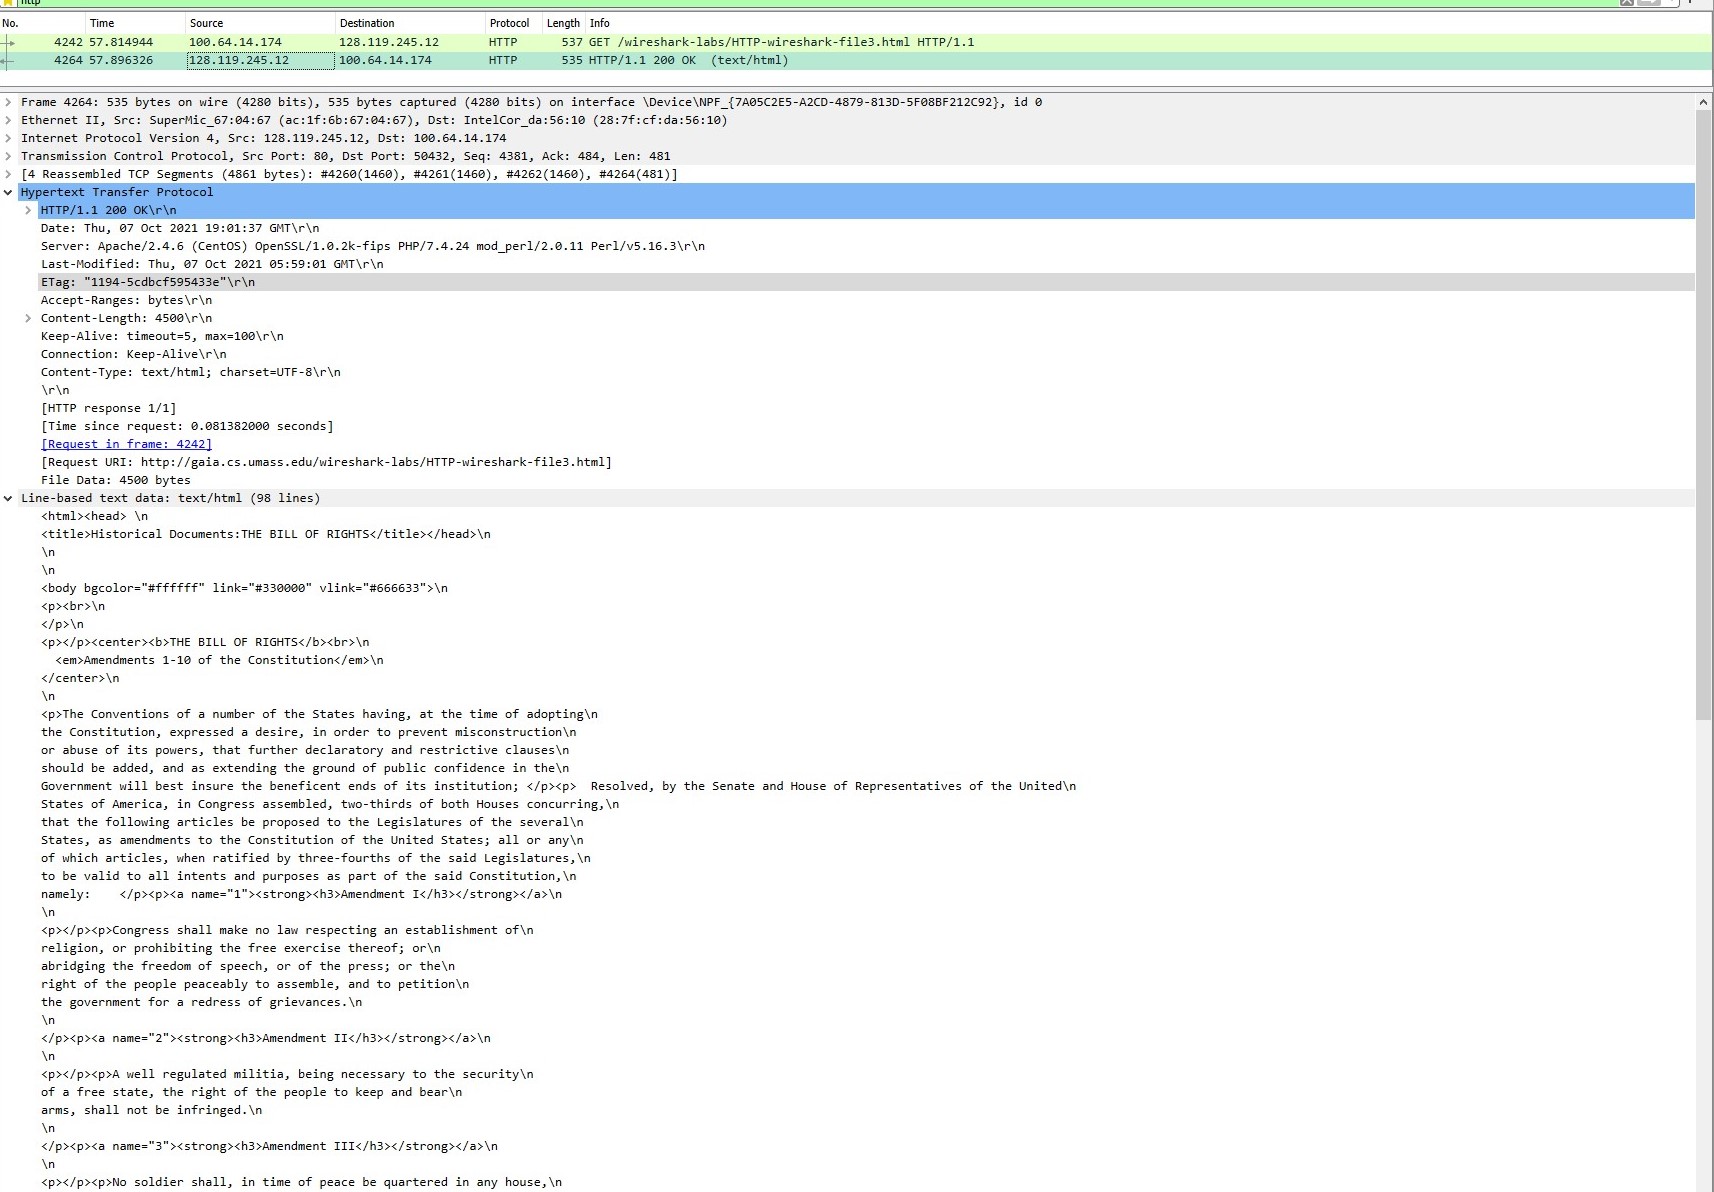 http
No. Time Source Destination Protocol Length Info
4242 57.814944 100.64.14.174 128.119.245.12 HTTP 537 GET /wireshark-labs/HTTP-wireshark-file3.html HTTP/1.1
4264 57.896326 128.119.245.12 100.64.14.174 HTTP 535 HTTP/1.1 200 OK  (text/html)
Frame 4264: 535 bytes on wire (4280 bits), 535 bytes captured (4280 bits) on interface \Device\NPF_{7A05C2E5-A2CD-4879-813D-5F08BF212C92}, id 0
Ethernet II, Src: SuperMic_67:04:67 (ac:1f:6b:67:04:67), Dst: IntelCor_da:56:10 (28:7f:cf:da:56:10)
Internet Protocol Version 4, Src: 128.119.245.12, Dst: 100.64.14.174
Transmission Control Protocol, Src Port: 80, Dst Port: 50432, Seq: 4381, Ack: 484, Len: 481
[4 Reassembled TCP Segments (4861 bytes): #4260(1460), #4261(1460), #4262(1460), #4264(481)]
Hypertext Transfer Protocol
HTTP/1.1 200 OK\r\n
Date: Thu, 07 Oct 2021 19:01:37 GMT\r\n
Server: Apache/2.4.6 (CentOS) OpenSSL/1.0.2k-fips PHP/7.4.24 mod_perl/2.0.11 Perl/v5.16.3\r\n
Last-Modified: Thu, 07 Oct 2021 05:59:01 GMT\r\n
ETag: "1194-5cdbcf595433e"\r\n
Accept-Ranges: bytes\r\n
Content-Length: 4500\r\n
Keep-Alive: timeout=5, max=100\r\n
Connection: Keep-Alive\r\n
Content-Type: text/html; charset=UTF-8\r\n
\r\n
[HTTP response 1/1]
[Time since request: 0.081382000 seconds]
[Request in frame: 4242]
[Request URI: http://gaia.cs.umass.edu/wireshark-labs/HTTP-wireshark-file3.html]
File Data: 4500 bytes
Line-based text data: text/html (98 lines)
<html><head> \n
<title>Historical Documents:THE BILL OF RIGHTS</title></head>\n
\n
\n
<body bgcolor="#ffffff" link="#330000" vlink="#666633">\n
<p><br>\n
</p>\n
<p></p><center><b>THE BILL OF RIGHTS</b><br>\n
<em>Amendments 1-10 of the Constitution</em>\n
</center>\n
\n
<p>The Conventions of a number of the States having, at the time of adopting\n
the Constitution, expressed a desire, in order to prevent misconstruction\n
or abuse of its powers, that further declaratory and restrictive clauses\n
should be added, and as extending the ground of public confidence in the\n
Government will best insure the beneficent ends of its institution; </p><p>  Resolved, by the Senate and House of Representatives of the United\n
States of America, in Congress assembled, two-thirds of both Houses concurring,\n
that the following articles be proposed to the Legislatures of the several\n
States, as amendments to the Constitution of the United States; all or any\n
of which articles, when ratified by three-fourths of the said Legislatures,\n
to be valid to all intents and purposes as part of the said Constitution,\n
namely:    </p><p><a name="1"><strong><h3>Amendment I</h3></strong></a>\n
\n
<p></p><p>Congress shall make no law respecting an establishment of\n
religion, or prohibiting the free exercise thereof; or\n
abridging the freedom of speech, or of the press; or the\n
right of the people peaceably to assemble, and to petition\n
the government for a redress of grievances.\n
\n
</p><p><a name="2"><strong><h3>Amendment II</h3></strong></a>\n
\n
<p></p><p>A well regulated militia, being necessary to the security\n
of a free state, the right of the people to keep and bear\n
arms, shall not be infringed.\n
\n
</p><p><a name="3"><strong><h3>Amendment III</h3></strong></a>\n
\n
<p></p><p>No soldier shall, in time of peace be quartered in any house,\n